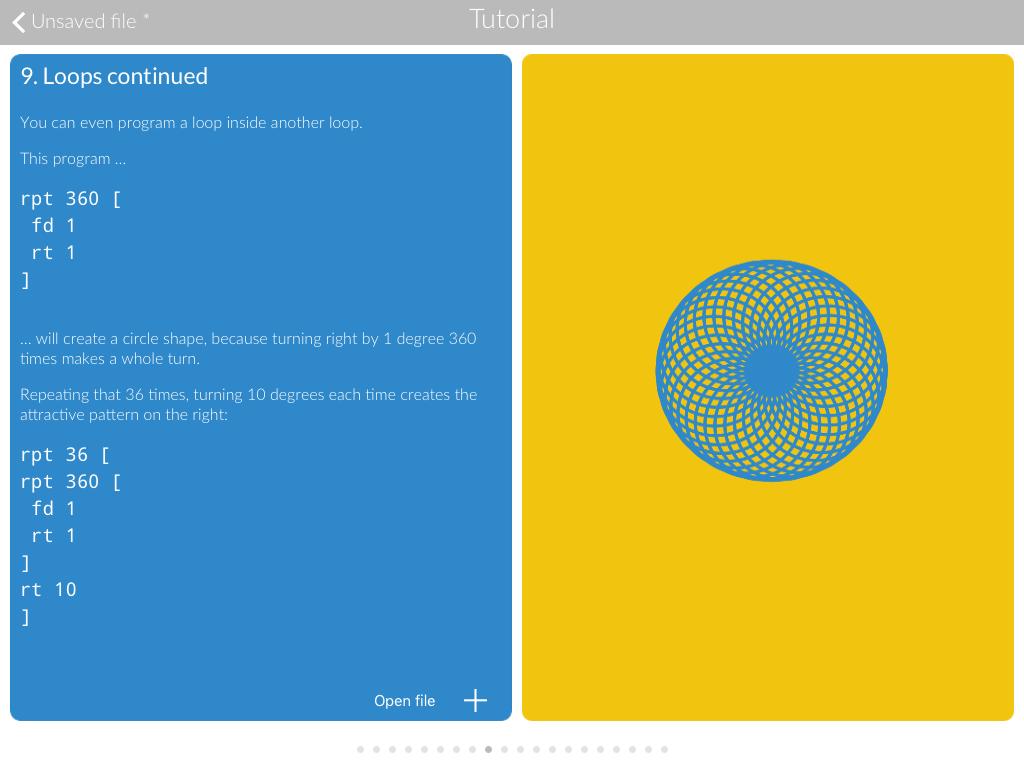 Unsaved file *
Tutorial
9. Loops continued
You can even program a loop inside another loop.
This program ...
rpt 360 [
 fd 1
 rt 1
]
... will create a circle shape, because turning right by 1 degree 360
times makes a whole turn.
Repeating that 36 times, turning 10 degrees each time creates the
attractive pattern on the right:
rpt 36 [
rpt 360 [
 fd 1
 rt 1
]
rt 10
]
Open file